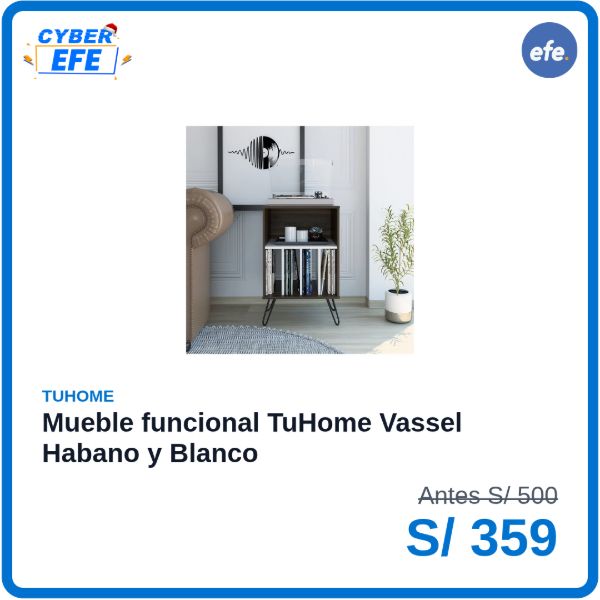 CYBER
EFE
efe.
TUHOME
Mueble funcional TuHome Vassel
Habano y Blanco
Antes S/ 500
S/ 359